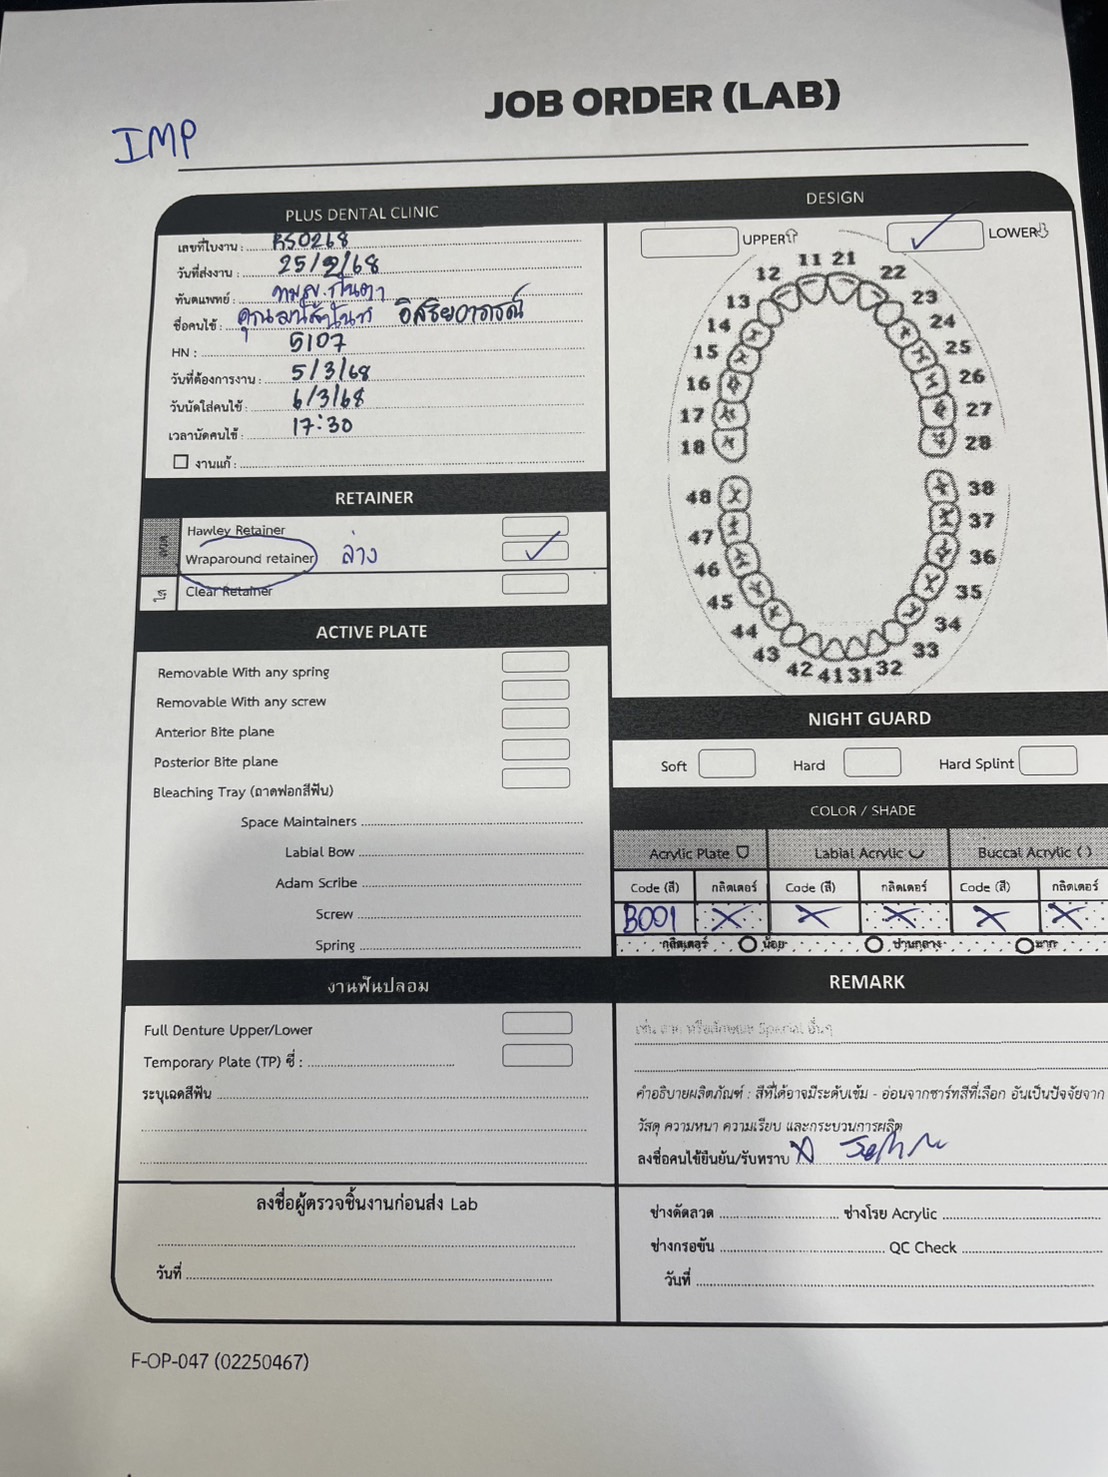 JOB ORDER (LAB)
IMP
PLUS DENTAL CLINIC
เลขที่ใบงาน : RS0268
วันที่ส่งงาน : 25/2/68
ทันตแพทย์ : ทพญ.กันตา
ชื่อคนไข้ : คุณ
HN : 5107
วันที่ต้องการงาน : 5/3/68
วันนัดใส่คนไข้ : 6/3/68
เวลานัดคนไข้ : 17:30
งานแก้ :
DESIGN
UPPER
LOWER
11 21
12 22
13 23
14 24
15 25
16 26
17 27
18 28
48 38
47 37
46 36
45 35
44 34
43 33
42 41 31 32
RETAINER
ลวด
Hawley Retainer
Wraparound retainer ล่าง
ใส
Clear Retainer
ACTIVE PLATE
Removable With any spring
Removable With any screw
Anterior Bite plane
Posterior Bite plane
Bleaching Tray (ถาดฟอกสีฟัน)
Space Maintainers
Labial Bow
Adam Scribe
Screw
Spring
NIGHT GUARD
Soft Hard Hard Splint
COLOR / SHADE
Acrylic Plate Labial Acrylic Buccal Acrylic ( )
Code (สี) กลิตเตอร์ Code (สี) กลิตเตอร์ Code (สี) กลิตเตอร์
B001 X X X X X
กลิตเตอร์ น้อย ปานกลาง มาก
งานฟันปลอม
Full Denture Upper/Lower
Temporary Plate (TP) ซี่ :
ระบุเฉดสีฟัน
REMARK
เช่น ลาย หรือลักษณะ Special อื่นๆ
คำอธิบายผลิตภัณฑ์ : สีที่ได้อาจมีระดับเข้ม - อ่อนจากชาร์ทสีที่เลือก อันเป็นปัจจัยจาก
วัสดุ ความหนา ความเรียบ และกระบวนการผลิต
ลงชื่อคนไข้ยืนยัน/รับทราบ
ลงชื่อผู้ตรวจชิ้นงานก่อนส่ง Lab
วันที่
ช่างดัดลวด ช่างโรย Acrylic
ช่างกรอขัน QC Check
วันที่
F-OP-047 (02250467)